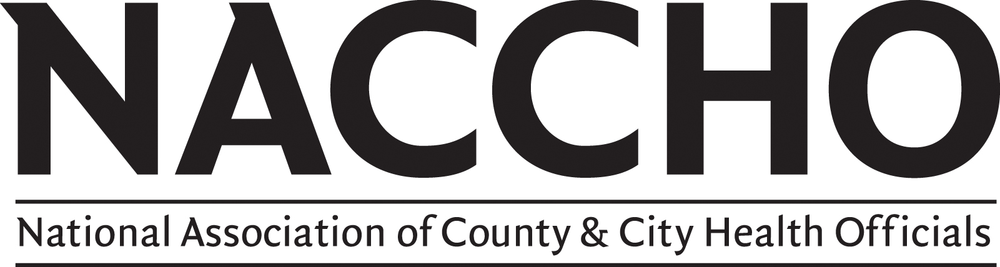 NACCHO
National Association of County & City Health Officials